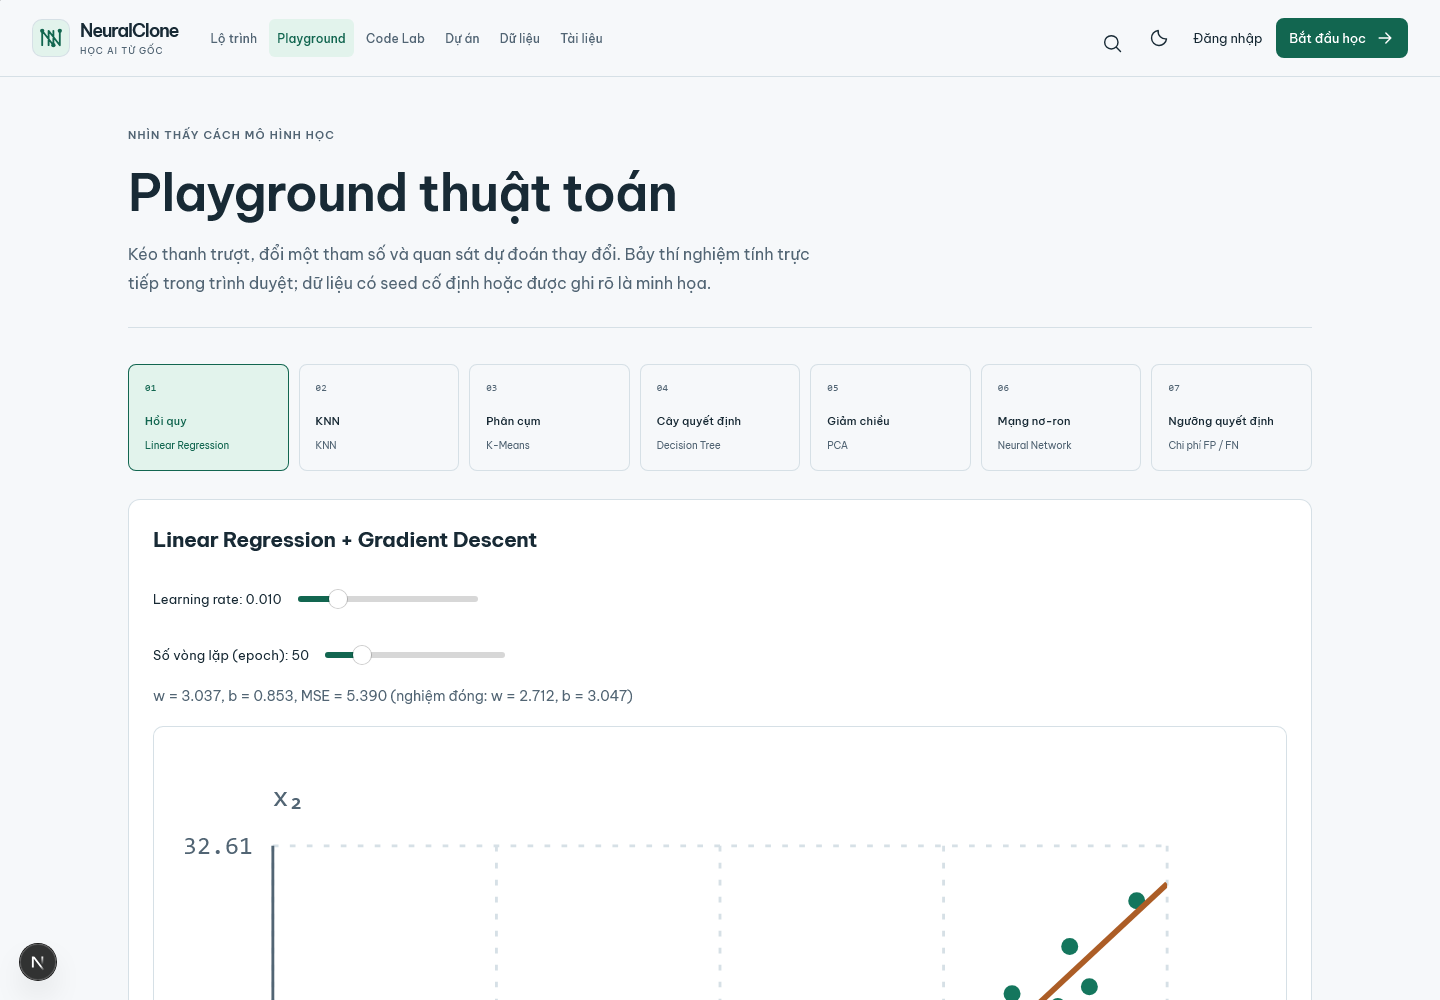 NeuralClone
HỌC AI TỪ GỐC
Lộ trình
Playground
Code Lab
Dự án
Dữ liệu
Tài liệu
Đăng nhập
Bắt đầu học
NHÌN THẤY CÁCH MÔ HÌNH HỌC
Playground thuật toán
Kéo thanh trượt, đổi một tham số và quan sát dự đoán thay đổi. Bảy thí nghiệm tính trực
tiếp trong trình duyệt; dữ liệu có seed cố định hoặc được ghi rõ là minh họa.
01
Hồi quy
Linear Regression
02
KNN
KNN
03
Phân cụm
K-Means
04
Cây quyết định
Decision Tree
05
Giảm chiều
PCA
06
Mạng nơ-ron
Neural Network
07
Ngưỡng quyết định
Chi phí FP / FN
Linear Regression + Gradient Descent
Learning rate: 0.010
Số vòng lặp (epoch): 50
w = 3.037, b = 0.853, MSE = 5.390 (nghiệm đóng: w = 2.712, b = 3.047)
x₂
32.61
N